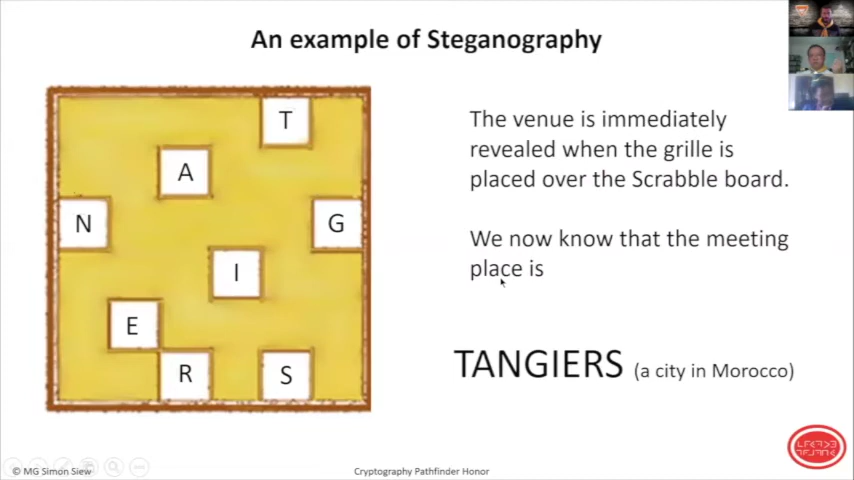 An example of Steganography
T
A
N G
I
E
R S
The venue is immediately
revealed when the grille is
placed over the Scrabble board.
We now know that the meeting
place is
TANGIERS (a city in Morocco)
© MG Simon Siew
Cryptography Pathfinder Honor